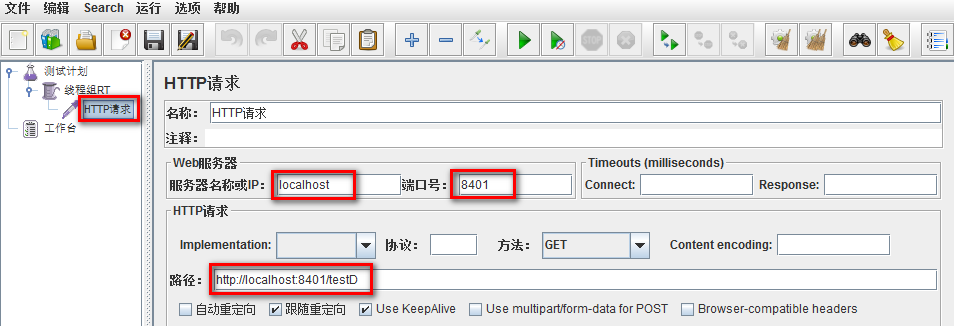 文件 编辑 Search 运行 选项 帮助
测试计划
线程组RT
HTTP请求
工作台
HTTP请求
名称： HTTP请求
注释：
Web服务器
服务器名称或IP： localhost 端口号： 8401
Timeouts (milliseconds)
Connect: Response:
HTTP请求
Implementation: 协议： 方法： GET Content encoding:
路径： http://localhost:8401/testD
自动重定向 跟随重定向 Use KeepAlive Use multipart/form-data for POST Browser-compatible headers